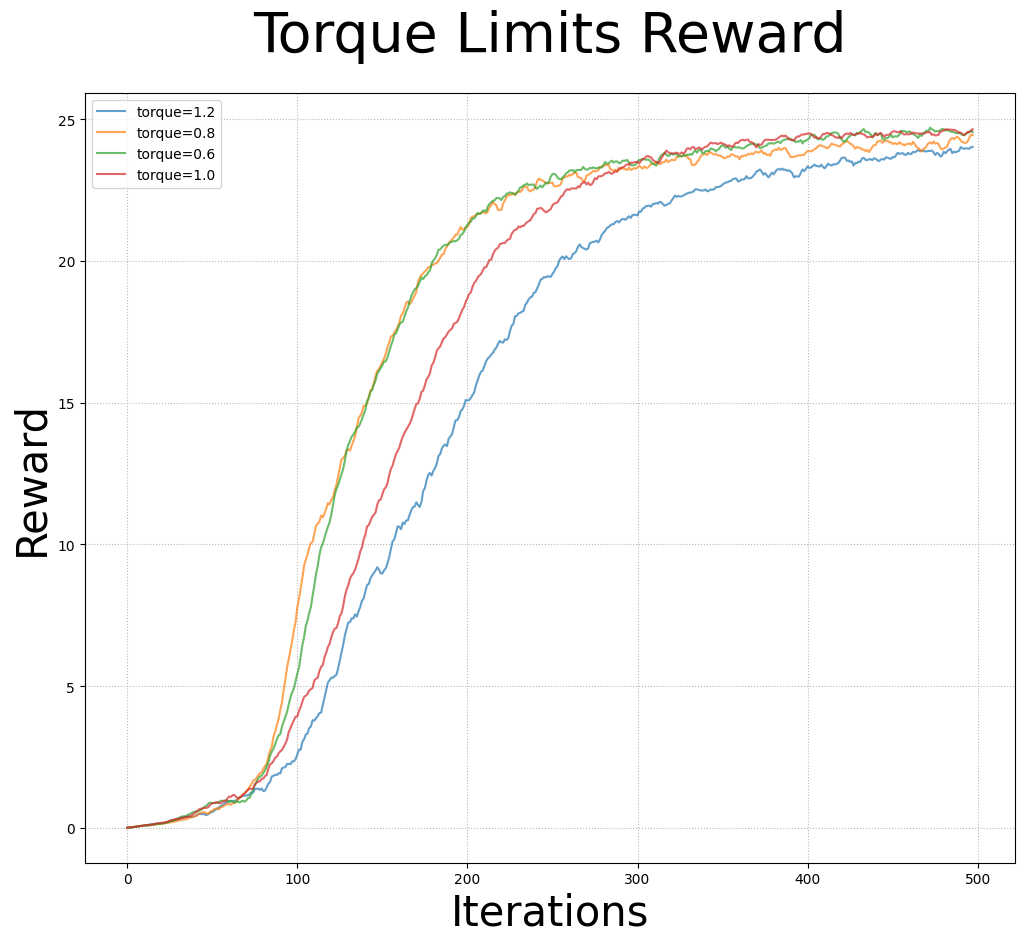 Torque Limits Reward
torque=1.2
torque=0.8
torque=0.6
torque=1.0
25
20
15
10
5
0
Reward
0 100 200 300 400 500
Iterations